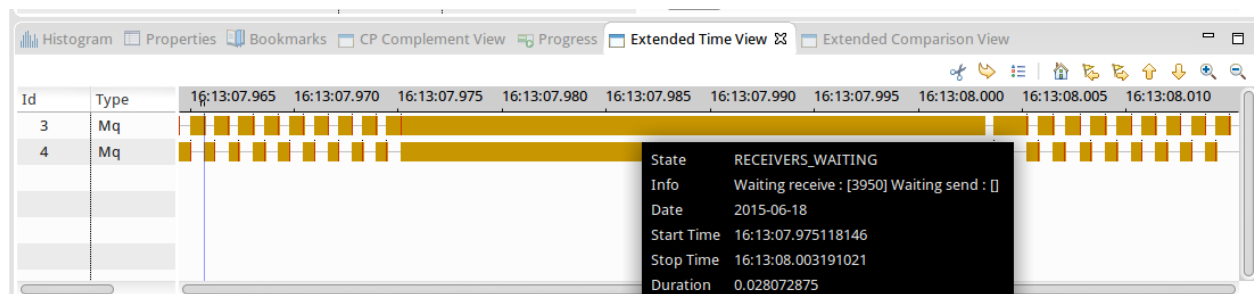 Histogram Properties Bookmarks CP Complement View Progress Extended Time View Extended Comparison View
Id Type 16:13:07.965 16:13:07.970 16:13:07.975 16:13:07.980 16:13:07.985 16:13:07.990 16:13:07.995 16:13:08.000 16:13:08.005 16:13:08.010
3 Mq
4 Mq
State RECEIVERS_WAITING
Info Waiting receive : [3950] Waiting send : []
Date 2015-06-18
Start Time 16:13:07.975118146
Stop Time 16:13:08.003191021
Duration 0.028072875